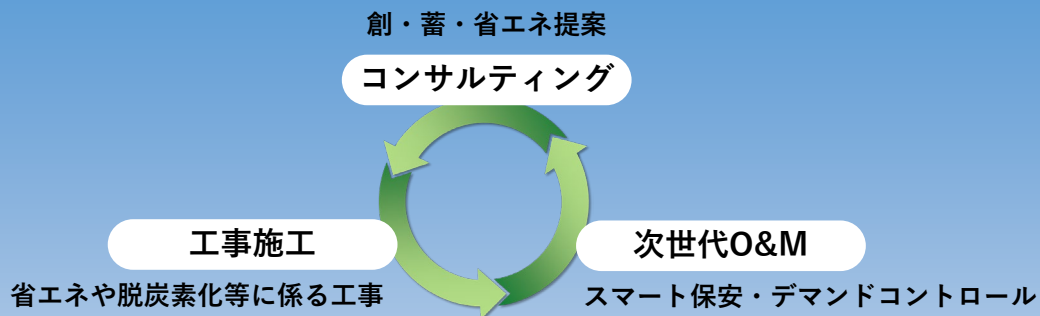 創・蓄・省エネ提案
コンサルティング
工事施工
次世代O&M
省エネや脱炭素化等に係る工事
スマート保安・デマンドコントロール